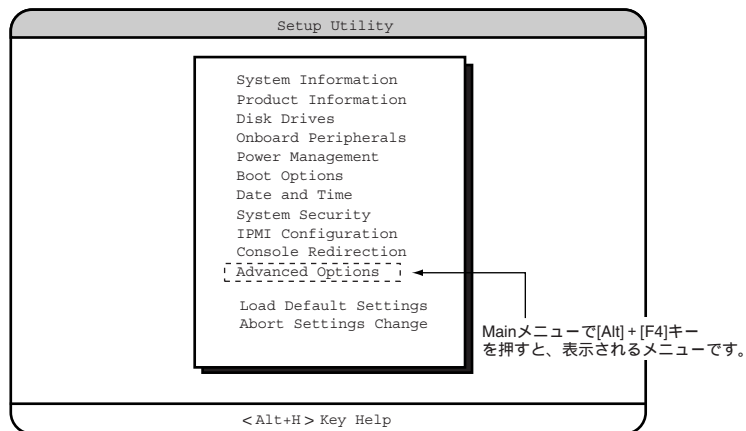 Setup Utility
System Information
Product Information
Disk Drives
Onboard Peripherals
Power Management
Boot Options
Date and Time
System Security
IPMI Configuration
Console Redirection
Advanced Options
Load Default Settings
Abort Settings Change
Mainメニューで[Alt]+[F4]キー
を押すと、表示されるメニューです。
<Alt+H> Key Help